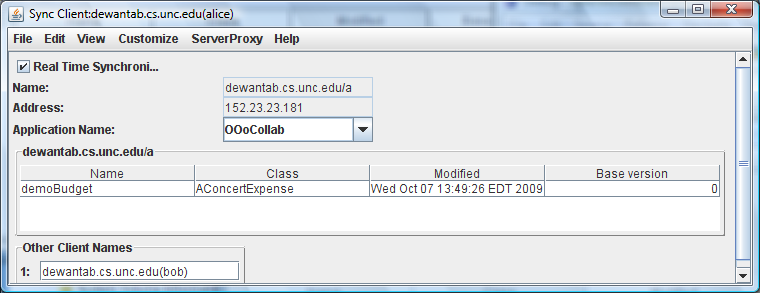 Sync Client:dewantab.cs.unc.edu(alice)
File Edit View Customize ServerProxy Help
Real Time Synchroni...
Name: dewantab.cs.unc.edu/a
Address: 152.23.23.181
Application Name: OOoCollab
dewantab.cs.unc.edu/a
Name Class Modified Base version
demoBudget AConcertExpense Wed Oct 07 13:49:26 EDT 2009 0
Other Client Names
1: dewantab.cs.unc.edu(bob)